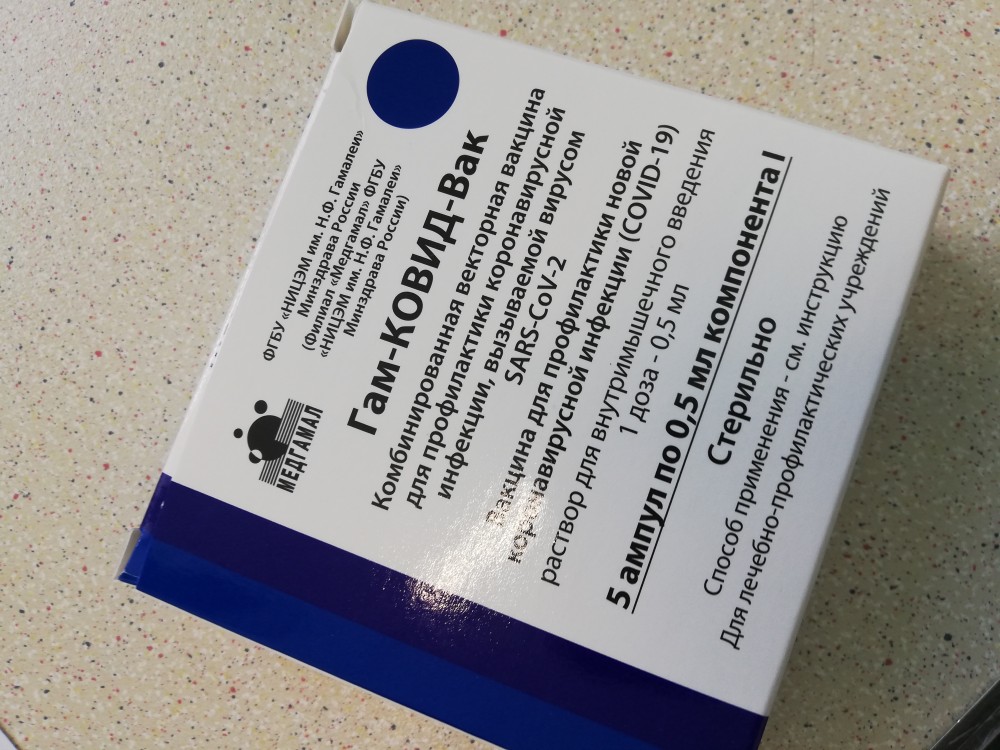 ФГБУ «НИЦЭМ им. Н.Ф. Гамалеи»
Минздрава России
(Филиал «Медгамал» ФГБУ
«НИЦЭМ им. Н.Ф. Гамалеи»
Минздрава России)
МЕДГАМАЛ
Гам-КОВИД-Вак
Комбинированная векторная вакцина
для профилактики коронавирусной
инфекции, вызываемой вирусом
SARS-CoV-2
Вакцина для профилактики новой
коронавирусной инфекции (COVID-19)
раствор для внутримышечного введения
1 доза - 0,5 мл
5 ампул по 0,5 мл компонента I
Стерильно
Способ применения - см. инструкцию
Для лечебно-профилактических учреждений